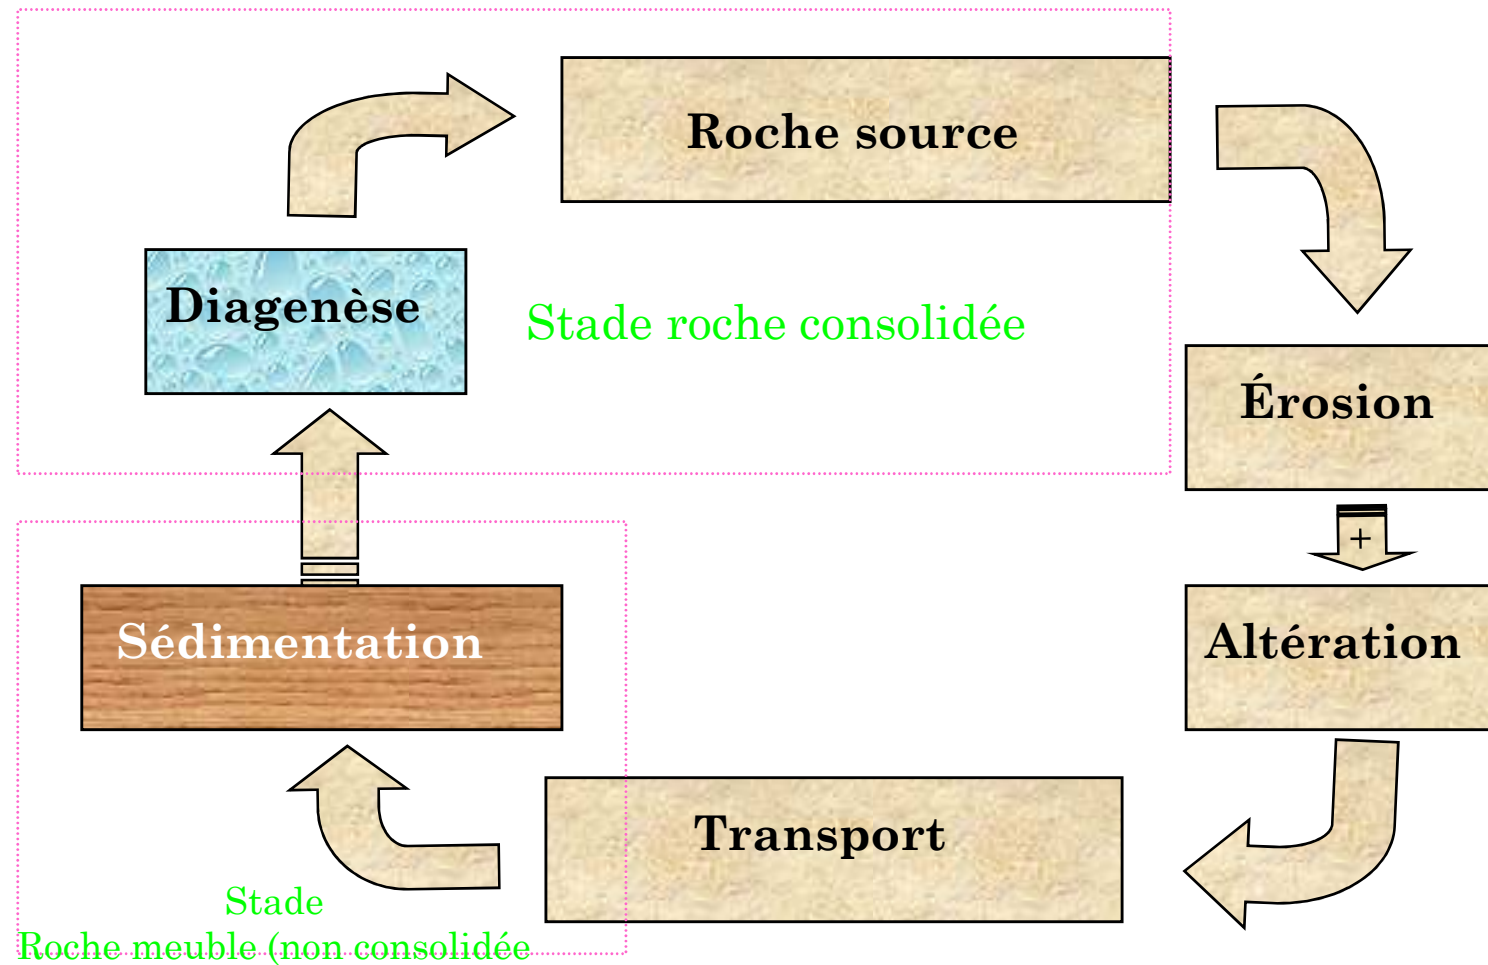 Roche source
Diagenèse
Stade roche consolidée
Érosion
+
Altération
Sédimentation
Transport
Stade
Roche meuble (non consolidée